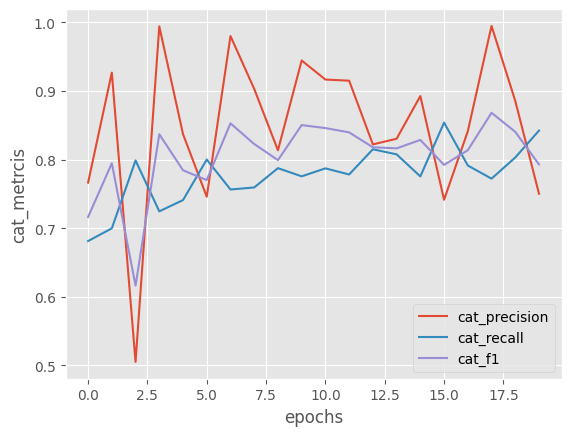 1.0
0.9
0.8
0.7
0.6
0.5
cat_metrcis
0.0 2.5 5.0 7.5 10.0 12.5 15.0 17.5
epochs
cat_precision
cat_recall
cat_f1